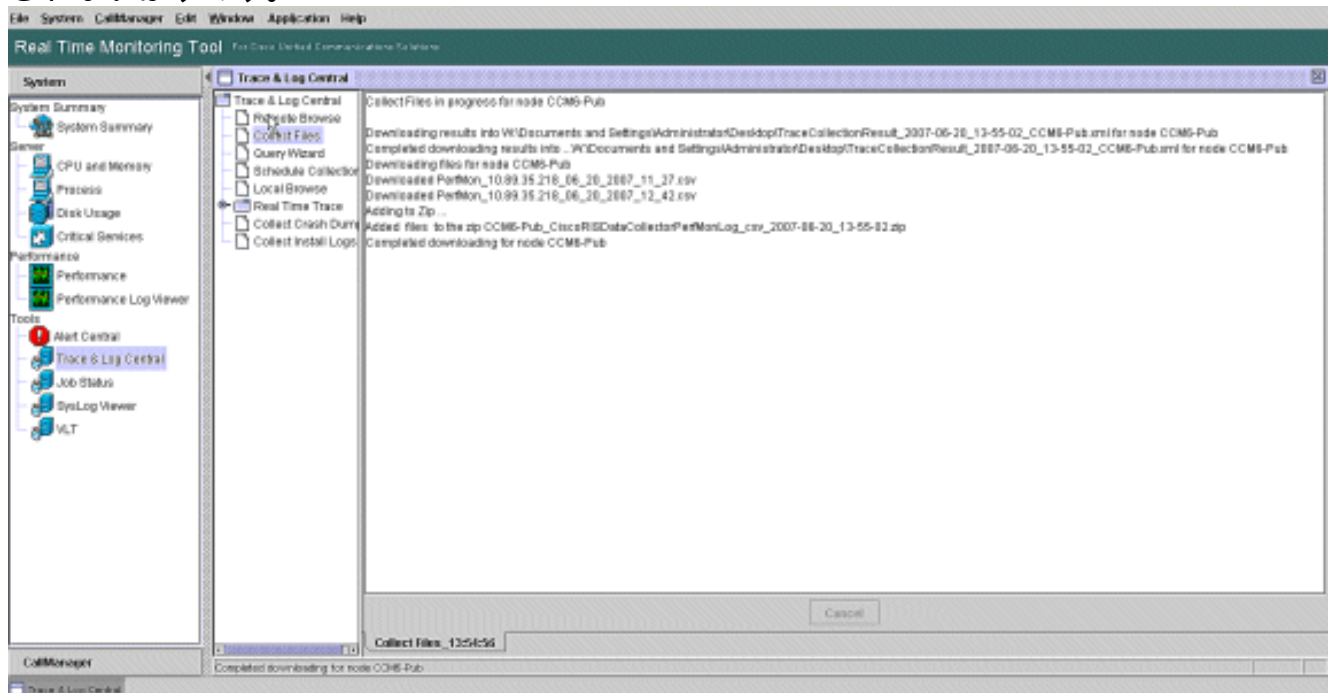 File System CallManager Edit Window Application Help
Real Time Monitoring Tool For Cisco Unified Communications Solutions
System
System Summary
System Summary
Server
CPU and Memory
Process
Disk Usage
Critical Services
Performance
Performance
Performance Log Viewer
Tools
Alert Central
Trace & Log Central
Job Status
SysLog Viewer
VLT
CallManager
Trace & Log Central
Trace & Log Central
Remote Browse
Collect Files
Query Wizard
Schedule Collection
Local Browse
Real Time Trace
Collect Crash Dump
Collect Install Logs
Collect Files in progress for node CCM6-Pub
Downloading results into W:\Documents and Settings\Administrator\Desktop\TraceCollectionResult_2007-06-20_13-55-02_CCM6-Pub.xml for node CCM6-Pub
Completed downloading results into ..W:\Documents and Settings\Administrator\Desktop\TraceCollectionResult_2007-06-20_13-55-02_CCM6-Pub.xml for node CCM6-Pub
Downloading files for node CCM6-Pub
Downloaded PerfMon_10.89.35.218_06_20_2007_11_27.csv
Downloaded PerfMon_10.89.35.218_06_20_2007_12_42.csv
Adding to Zip ...
Added files to the zip CCM6-Pub_CiscoRISDataCollectorPerfMonLog_csv_2007-06-20_13-55-02.zip
Completed downloading for node CCM6-Pub
Cancel
Collect Files_13:54:56
Completed downloading for node CCM6-Pub
Trace & Log Central